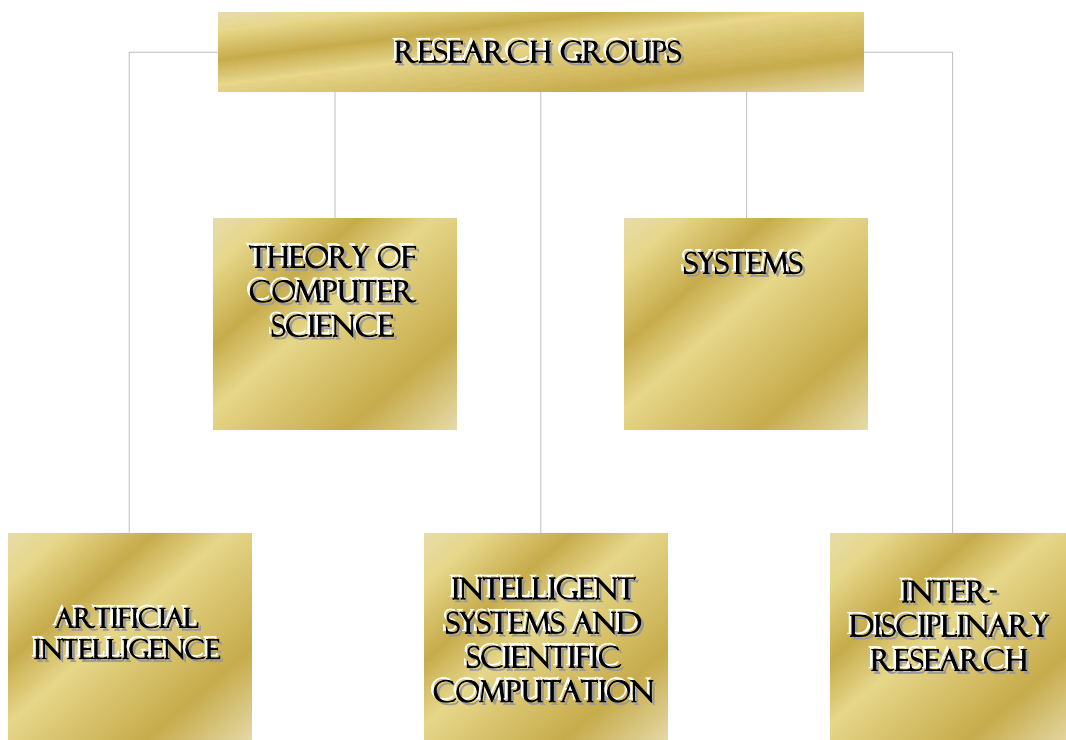 RESEARCH GROUPS
THEORY OF
COMPUTER
SCIENCE
SYSTEMS
ARTIFICIAL
INTELLIGENCE
INTELLIGENT
SYSTEMS AND
SCIENTIFIC
COMPUTATION
INTER-
DISCIPLINARY
RESEARCH